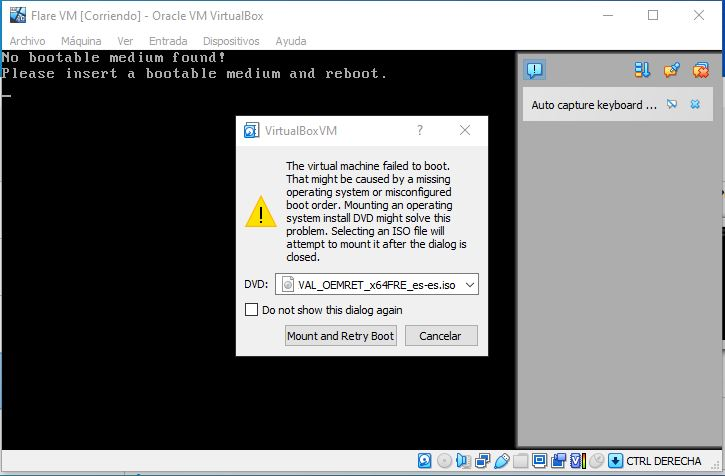 Flare VM [Corriendo] - Oracle VM VirtualBox
Archivo Máquina Ver Entrada Dispositivos Ayuda
No bootable medium found!
Please insert a bootable medium and reboot.
_
Auto capture keyboard ...
VirtualBoxVM
The virtual machine failed to boot.
That might be caused by a missing
operating system or misconfigured
boot order. Mounting an operating
system install DVD might solve this
problem. Selecting an ISO file will
attempt to mount it after the dialog is
closed.
DVD: VAL_OEMRET_x64FRE_es-es.iso
Do not show this dialog again
Mount and Retry Boot Cancelar
CTRL DERECHA